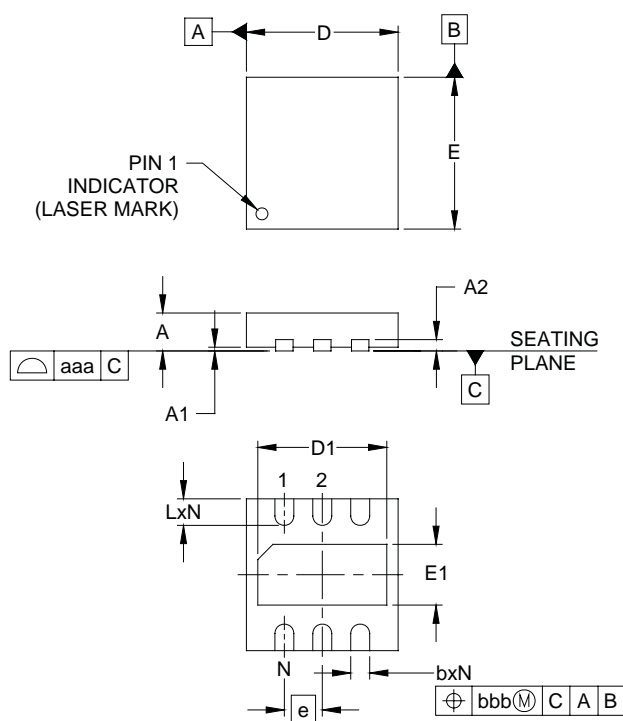 A
D
B
E
PIN 1
INDICATOR
(LASER MARK)
A2
A
SEATING
PLANE
aaa C
C
A1
D1
1 2
LxN
E1
N
bxN
e
bbb Ⓜ C A B